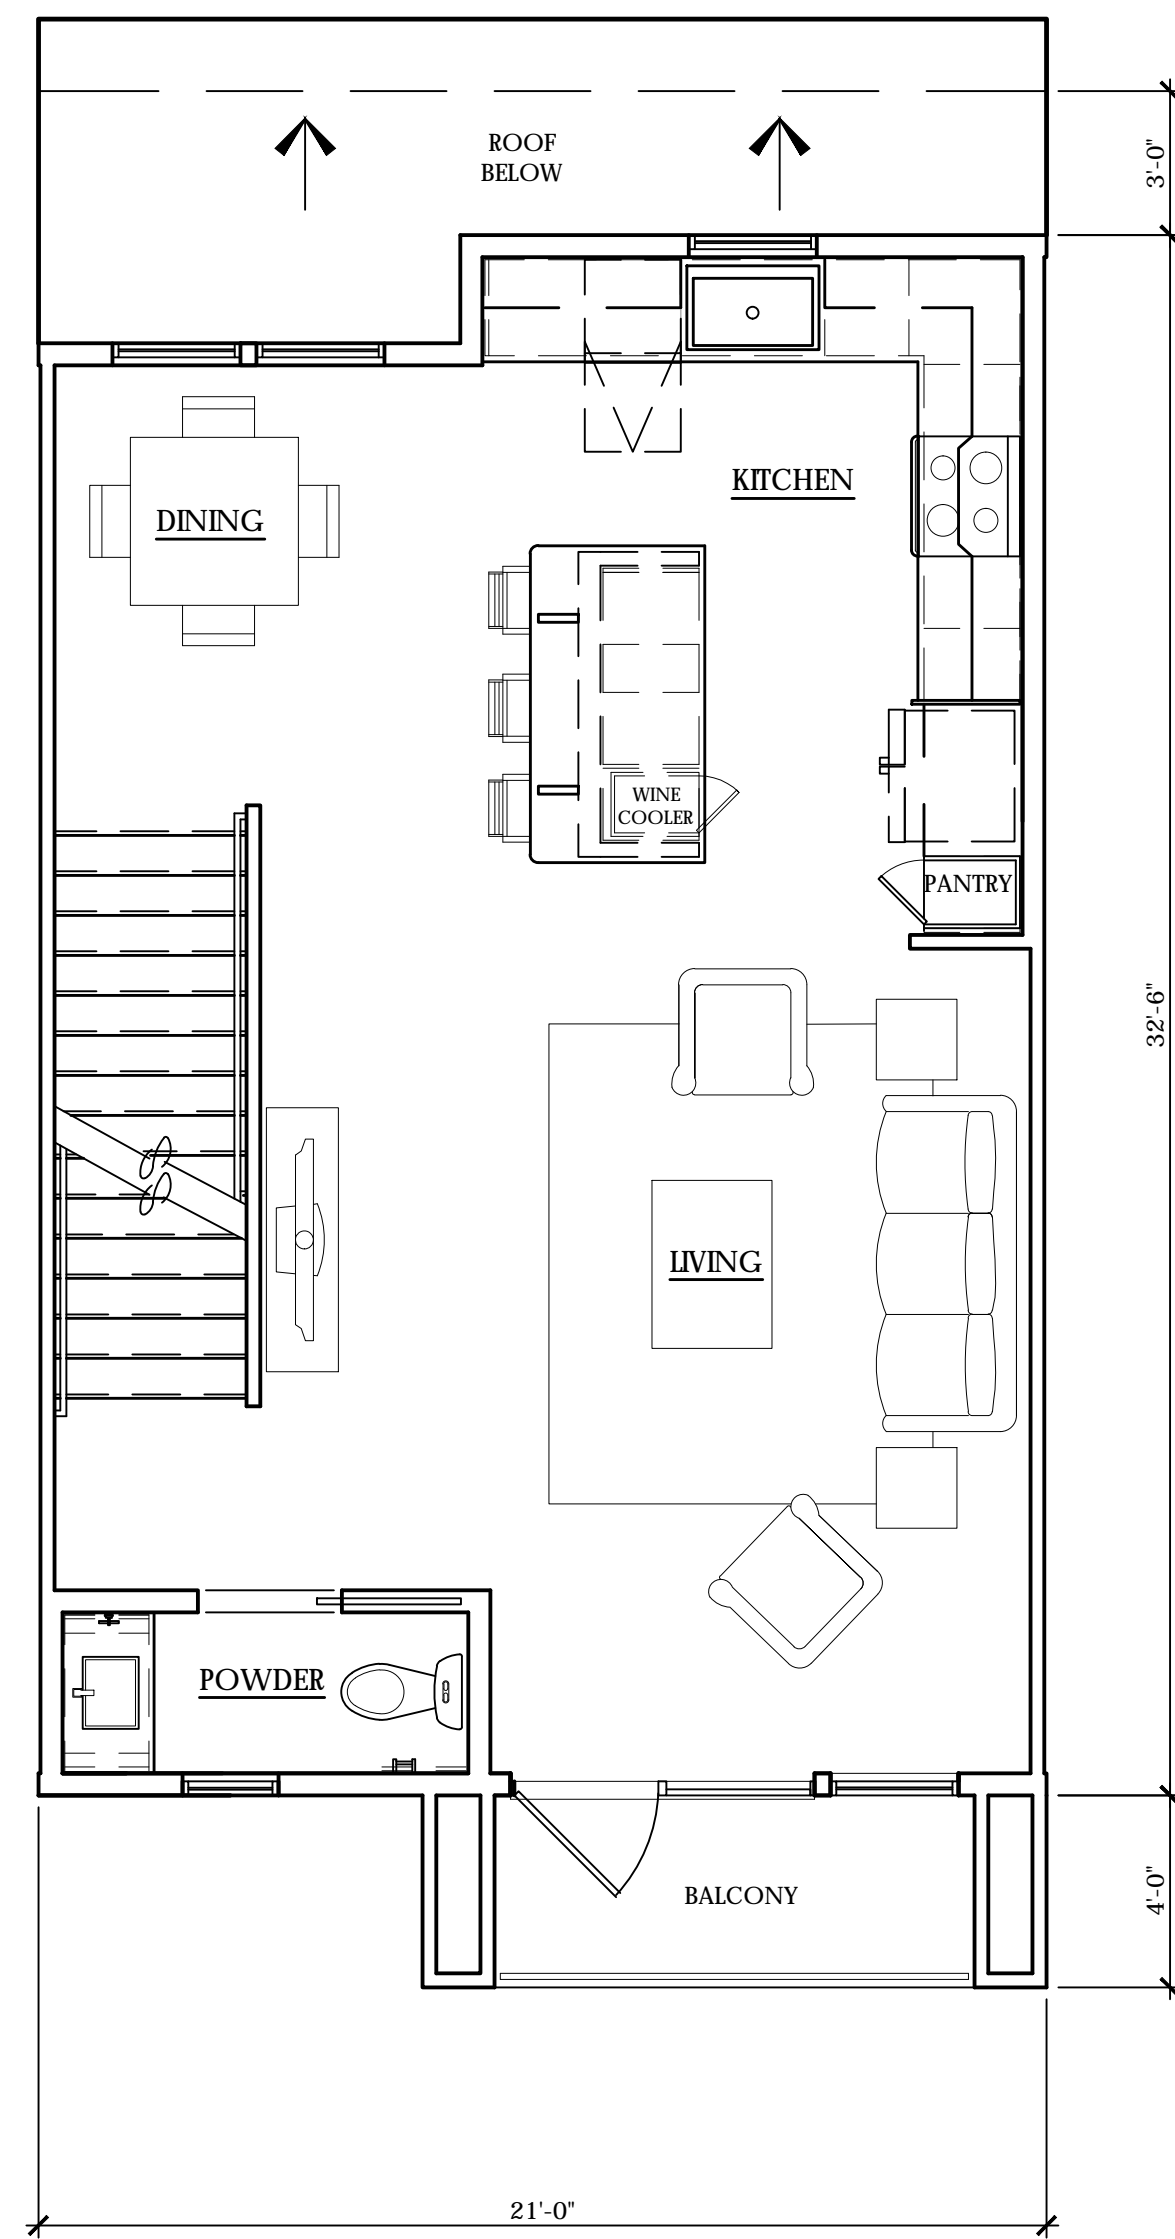 ROOF
BELOW
3'-0"
KITCHEN
DINING
WINE
COOLER
PANTRY
32'-6"
LIVING
POWDER
BALCONY
4'-0"
21'-0"